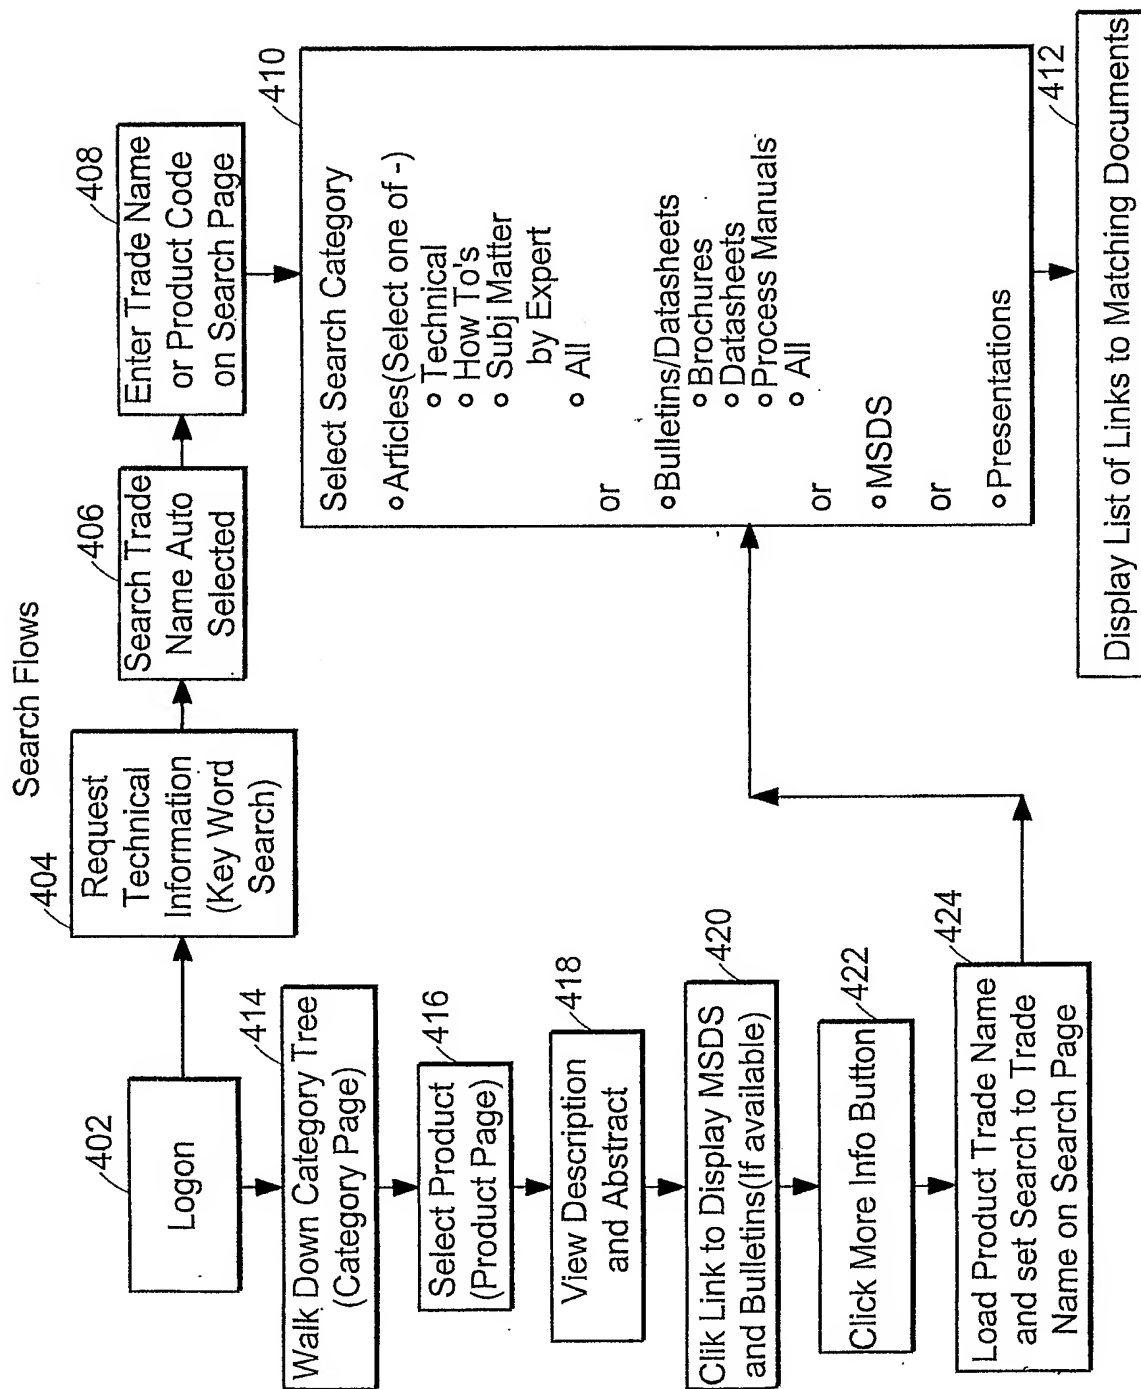 Search Flows
402
Logon
404
Request
Technical
Information
(Key Word
Search)
406
Search Trade
Name Auto
Selected
408
Enter Trade Name
or Product Code
on Search Page
410
Select Search Category
Articles(Select one of -)
Technical
How To's
Subj Matter
by Expert
All
or
Bulletins/Datasheets
Brochures
Datasheets
Process Manuals
All
or
MSDS
or
Presentations
412
Display List of Links to Matching Documents
414
Walk Down Category Tree
(Category Page)
416
Select Product
(Product Page)
418
View Description
and Abstract
420
Clik Link to Display MSDS
and Bulletins(If available)
422
Click More Info Button
424
Load Product Trade Name
and set Search to Trade
Name on Search Page